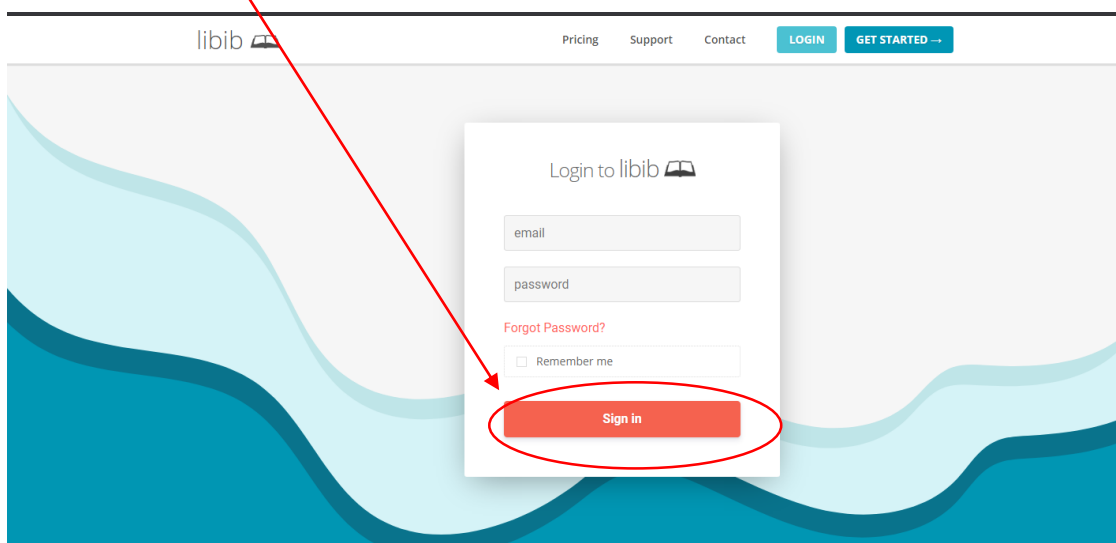 libib
Pricing Support Contact LOGIN GET STARTED →
Login to libib
email
password
Forgot Password?
Remember me
Sign in